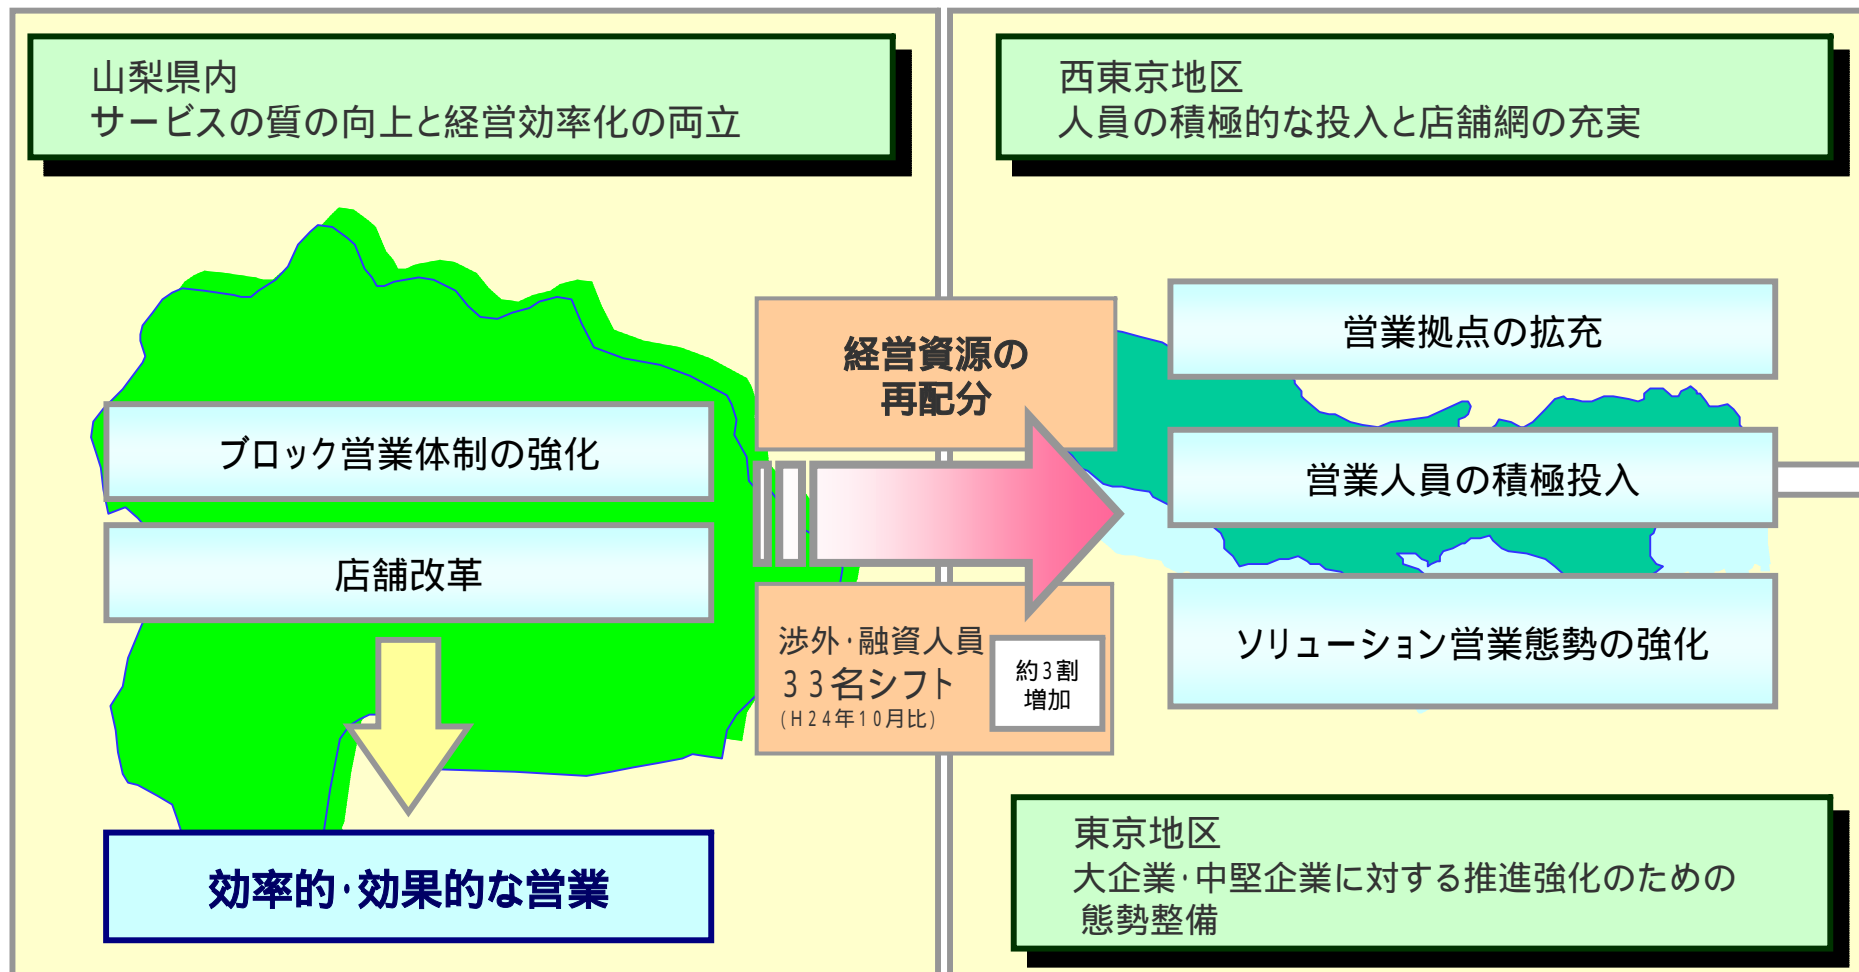 山梨県内
サービスの質の向上と経営効率化の両立
ブロック営業体制の強化
店舗改革
効率的・効果的な営業
経営資源の
再配分
渉外・融資人員
33名シフト
(H24年10月比)
約3割
増加
西東京地区
人員の積極的な投入と店舗網の充実
営業拠点の拡充
営業人員の積極投入
ソリューション営業態勢の強化
東京地区
大企業・中堅企業に対する推進強化のための
態勢整備